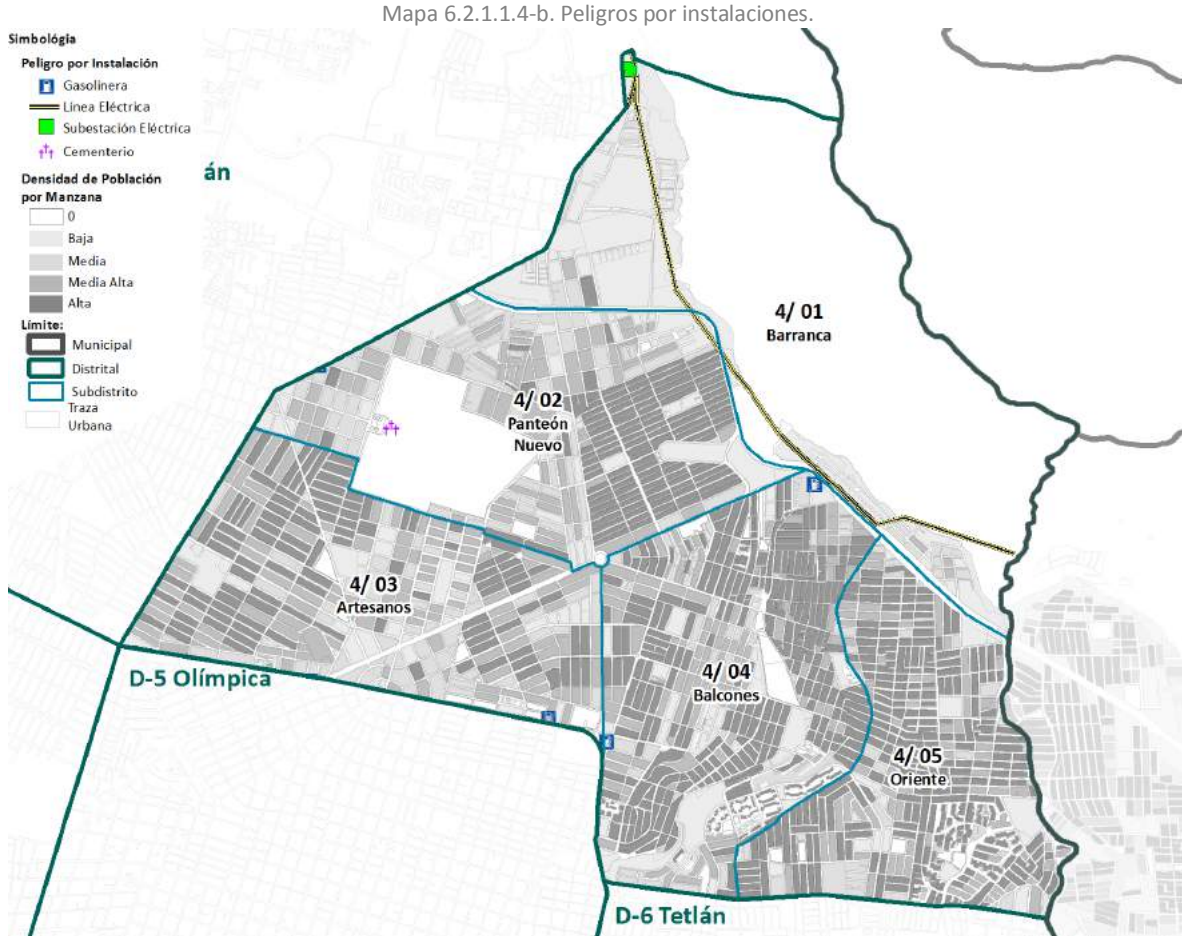 Mapa 6.2.1.1.4-b. Peligros por instalaciones.
Simbológia
Peligro por Instalación
Gasolinera
Línea Eléctrica
Subestación Eléctrica
Cementerio
Densidad de Población
por Manzana
0
Baja
Media
Media Alta
Alta
Límite:
Municipal
Distrital
Subdistrito
Traza
Urbana
án
4/ 01
Barranca
4/ 02
Panteón
Nuevo
4/ 03
Artesanos
4/ 04
Balcones
4/ 05
Oriente
D-5 Olímpica
D-6 Tetlán